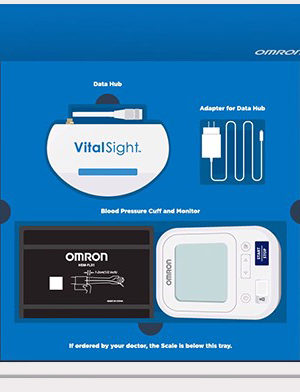 OMRON
Data Hub
Adapter for Data Hub
VitalSight.
Blood Pressure Cuff and Monitor
OMRON
HEM-FL31
OMRON
START
STOP
If ordered by your doctor, the Scale is below this tray.